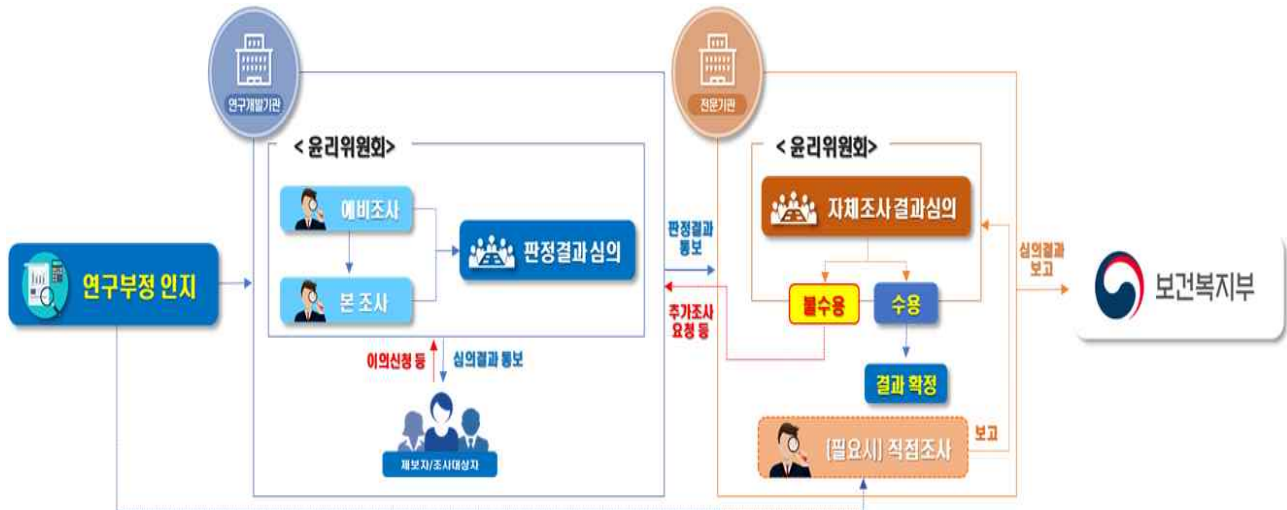 연구개발기관
전문기관
< 윤리위원회>
< 윤리위원회>
예비조사
자체조사 결과심의
판정결과 심의
판정결과
통보
심의결과
보고
연구부정 인지
본 조사
불수용
수용
보건복지부
추가조사
요청 등
이의신청 등
심의결과 통보
결과 확정
제보자/조사대상자
(필요시) 직접조사
보고